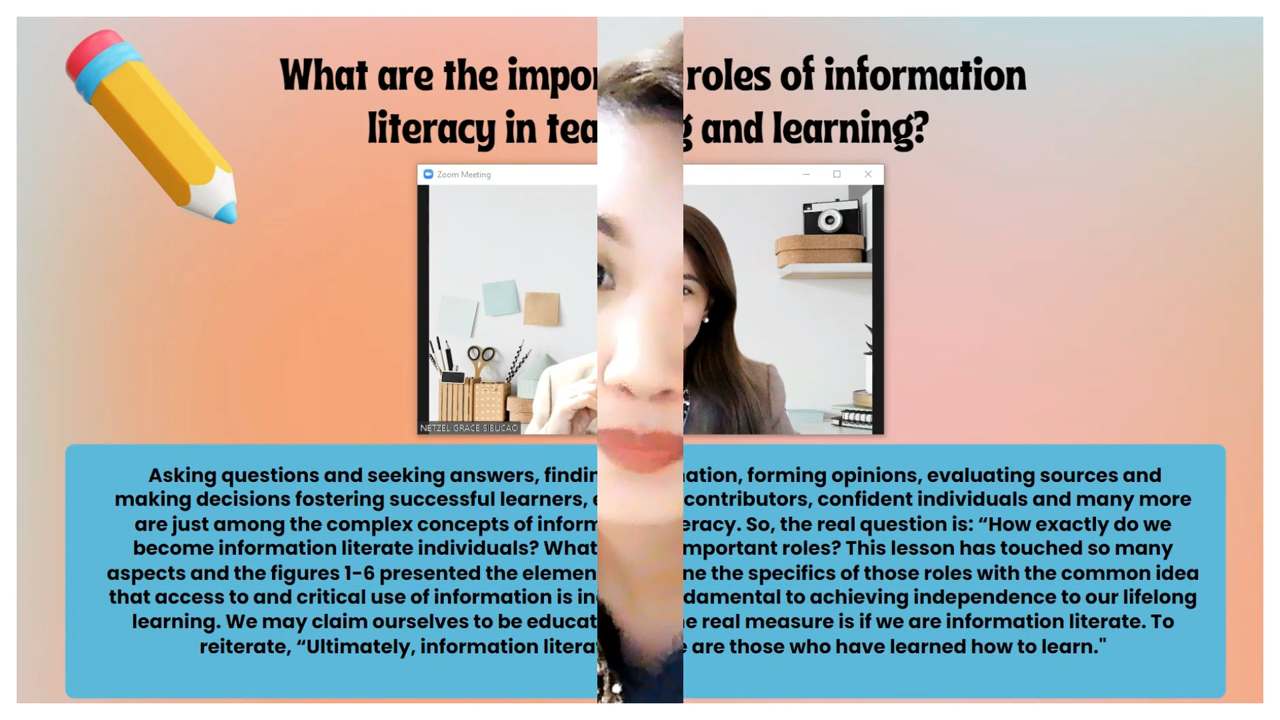 What are the impor roles of information
literacy in tea g and learning?
Zoom Meeting
NETZEL GRACE SIBUCAO
Asking questions and seeking answers, findin ation, forming opinions, evaluating sources and
making decisions fostering successful learners, e contributors, confident individuals and many more
are just among the complex concepts of inform eracy. So, the real question is: “How exactly do we
become information literate individuals? What mportant roles? This lesson has touched so many
aspects and the figures 1-6 presented the elemen ne the specifics of those roles with the common idea
that access to and critical use of information is in damental to achieving independence to our lifelong
learning. We may claim ourselves to be educat e real measure is if we are information literate. To
reiterate, “Ultimately, information litera e are those who have learned how to learn."